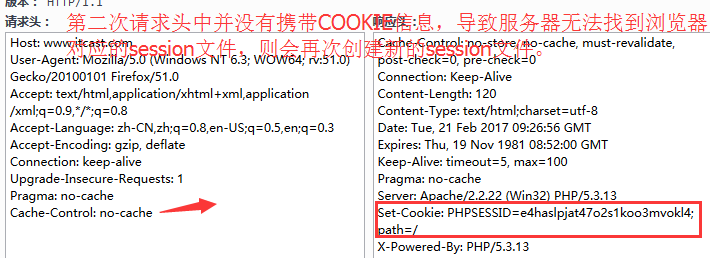 版本： HTTP/1.1
请求头：
第二次请求头中并没有携带COOKIE信息，导致服务器无法找到浏览器
对应的session文件，则会再次创建新的session文件。
Host: www.itcast.com
User-Agent: Mozilla/5.0 (Windows NT 6.3; WOW64; rv:51.0)
Gecko/20100101 Firefox/51.0
Accept: text/html,application/xhtml+xml,application
/xml;q=0.9,*/*;q=0.8
Accept-Language: zh-CN,zh;q=0.8,en-US;q=0.5,en;q=0.3
Accept-Encoding: gzip, deflate
Connection: keep-alive
Upgrade-Insecure-Requests: 1
Pragma: no-cache
Cache-Control: no-cache
响应头：
Cache-Control: no-store, no-cache, must-revalidate,
post-check=0, pre-check=0
Connection: Keep-Alive
Content-Length: 120
Content-Type: text/html;charset=utf-8
Date: Tue, 21 Feb 2017 09:26:56 GMT
Expires: Thu, 19 Nov 1981 08:52:00 GMT
Keep-Alive: timeout=5, max=100
Pragma: no-cache
Server: Apache/2.2.22 (Win32) PHP/5.3.13
Set-Cookie: PHPSESSID=e4haslpjat47o2s1koo3mvokl4;
path=/
X-Powered-By: PHP/5.3.13